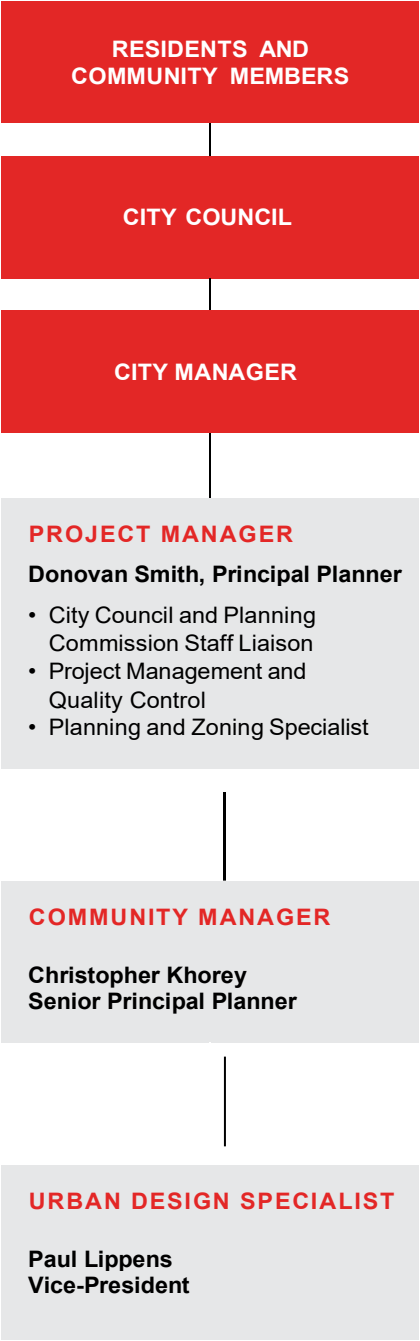 RESIDENTS AND
COMMUNITY MEMBERS
CITY COUNCIL
CITY MANAGER
PROJECT MANAGER
Donovan Smith, Principal Planner
• City Council and Planning
Commission Staff Liaison
• Project Management and
Quality Control
• Planning and Zoning Specialist
COMMUNITY MANAGER
Christopher Khorey
Senior Principal Planner
URBAN DESIGN SPECIALIST
Paul Lippens
Vice-President